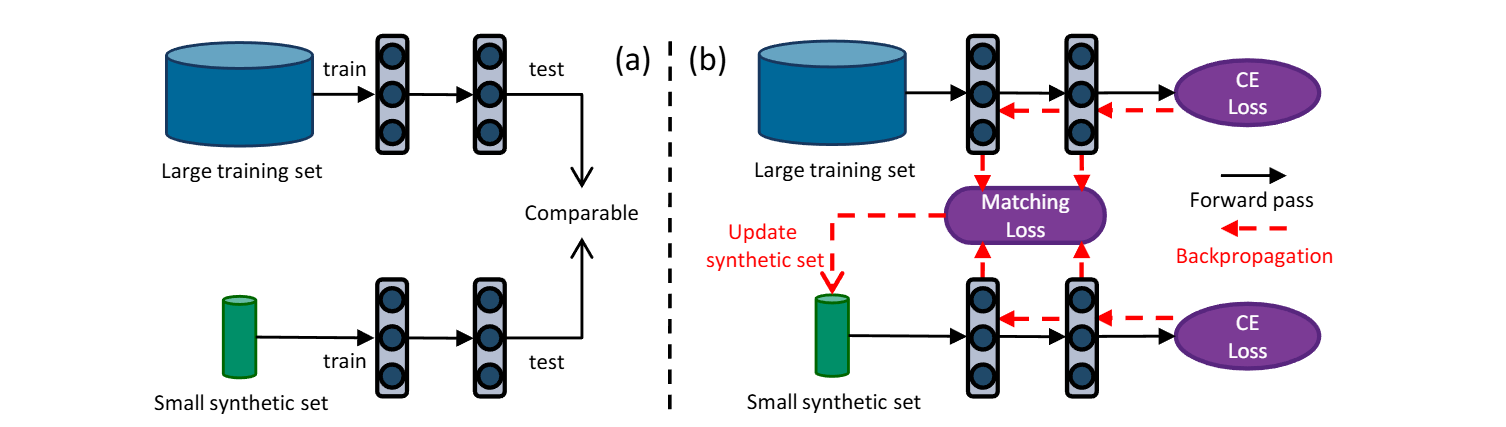 (a)
train
test
Large training set
Comparable
train
test
Small synthetic set
(b)
CE
Loss
Large training set
Matching
Loss
Update
synthetic set
Forward pass
Backpropagation
CE
Loss
Small synthetic set